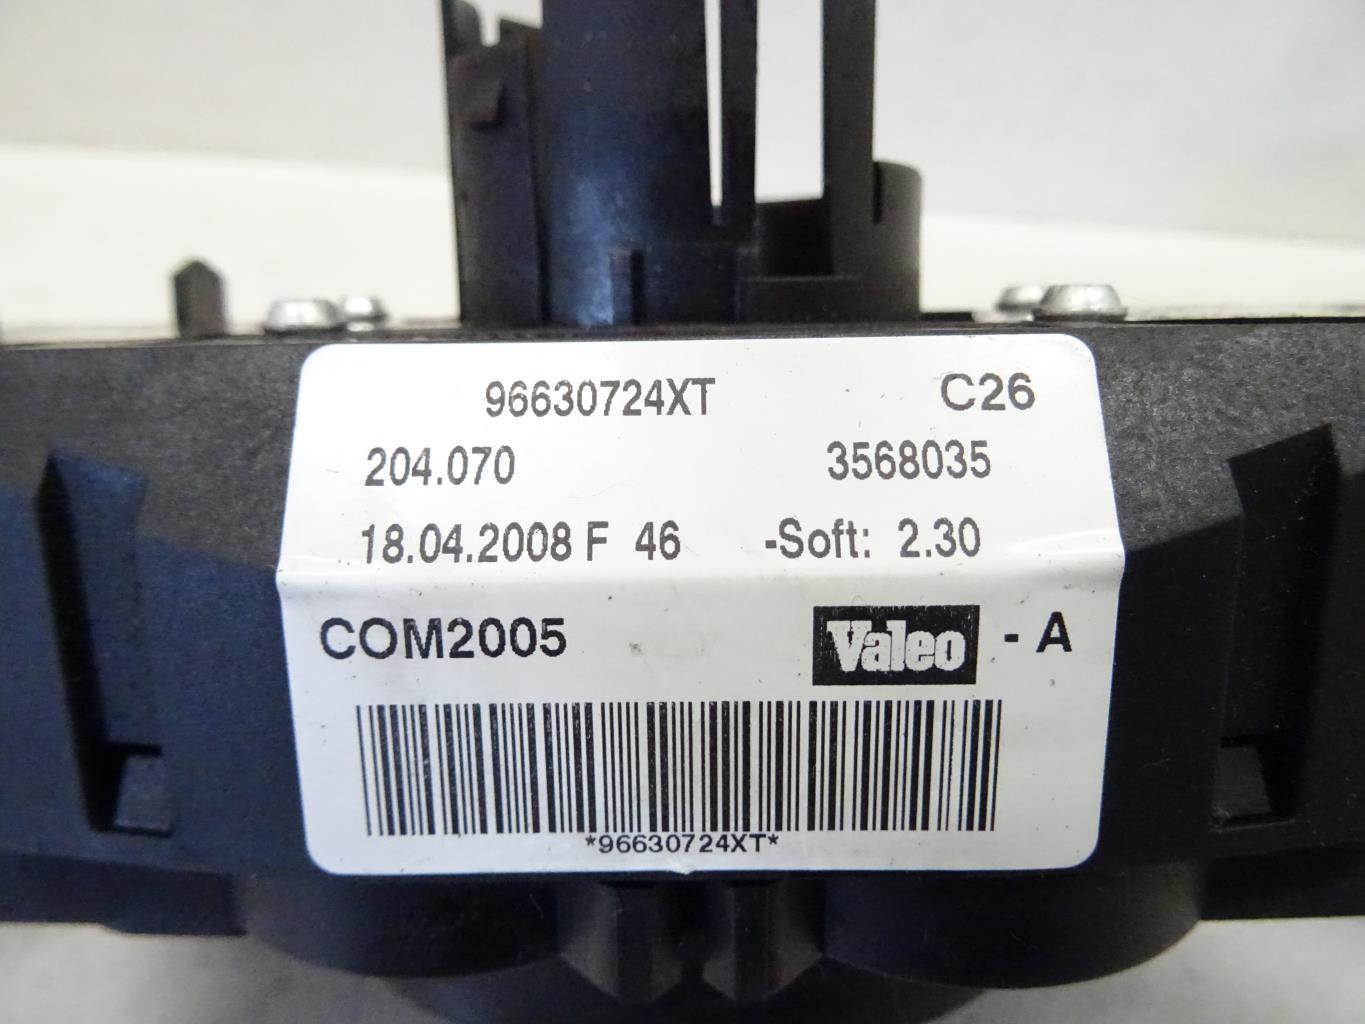 96630724XT C26
204.070 3568035
18.04.2008 F 46 -Soft: 2.30
COM2005 Valeo - A
*96630724XT*